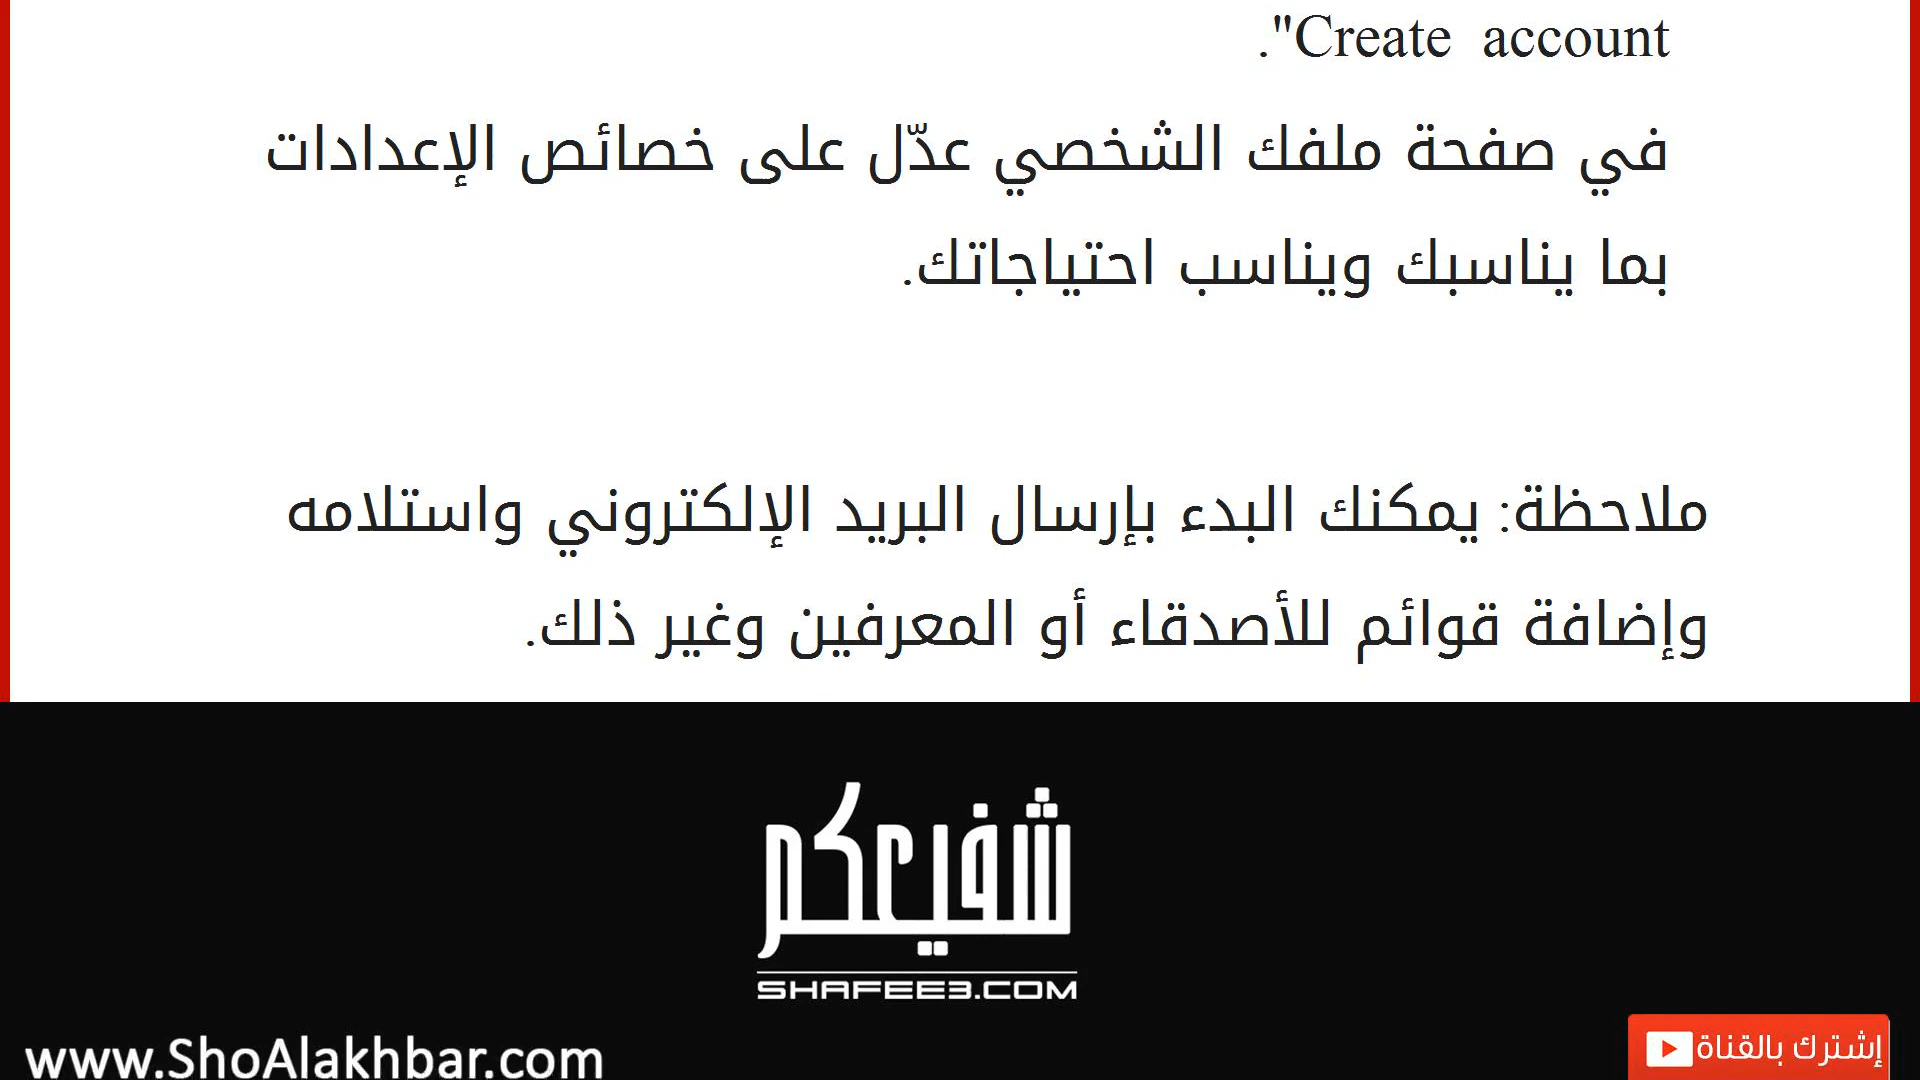 Create account".
في صفحة ملفك الشخصي عدّل على خصائص الإعدادات
بما يناسبك ويناسب احتياجاتك.
ملاحظة: يمكنك البدء بإرسال البريد الإلكتروني واستلامه
وإضافة قوائم للأصدقاء أو المعرفين وغير ذلك.
شفيعكم
SHAFEE3.COM
www.ShoAlakhbar.com
إشترك بالقناة